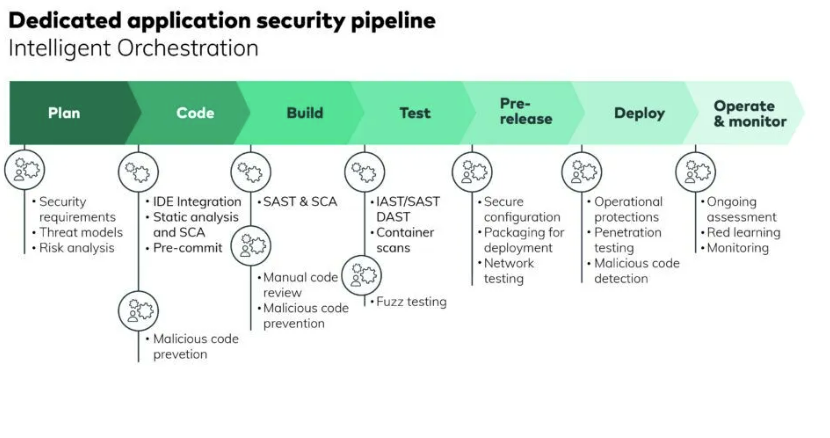 Dedicated application security pipeline
Intelligent Orchestration
Plan
Code
Build
Test
Pre-
release
Deploy
Operate
& monitor
• Security
requirements
• Threat models
• Risk analysis
• IDE Integration
• Static analysis
and SCA
• Pre-commit
• Malicious code
prevetion
• SAST & SCA
• Manual code
review
• Malicious code
prevention
• IAST/SAST
DAST
• Container
scans
• Fuzz testing
• Secure
configuration
• Packaging for
deployment
• Network
testing
• Operational
protections
• Penetration
testing
• Malicious code
detection
• Ongoing
assessment
• Red learning
• Monitoring